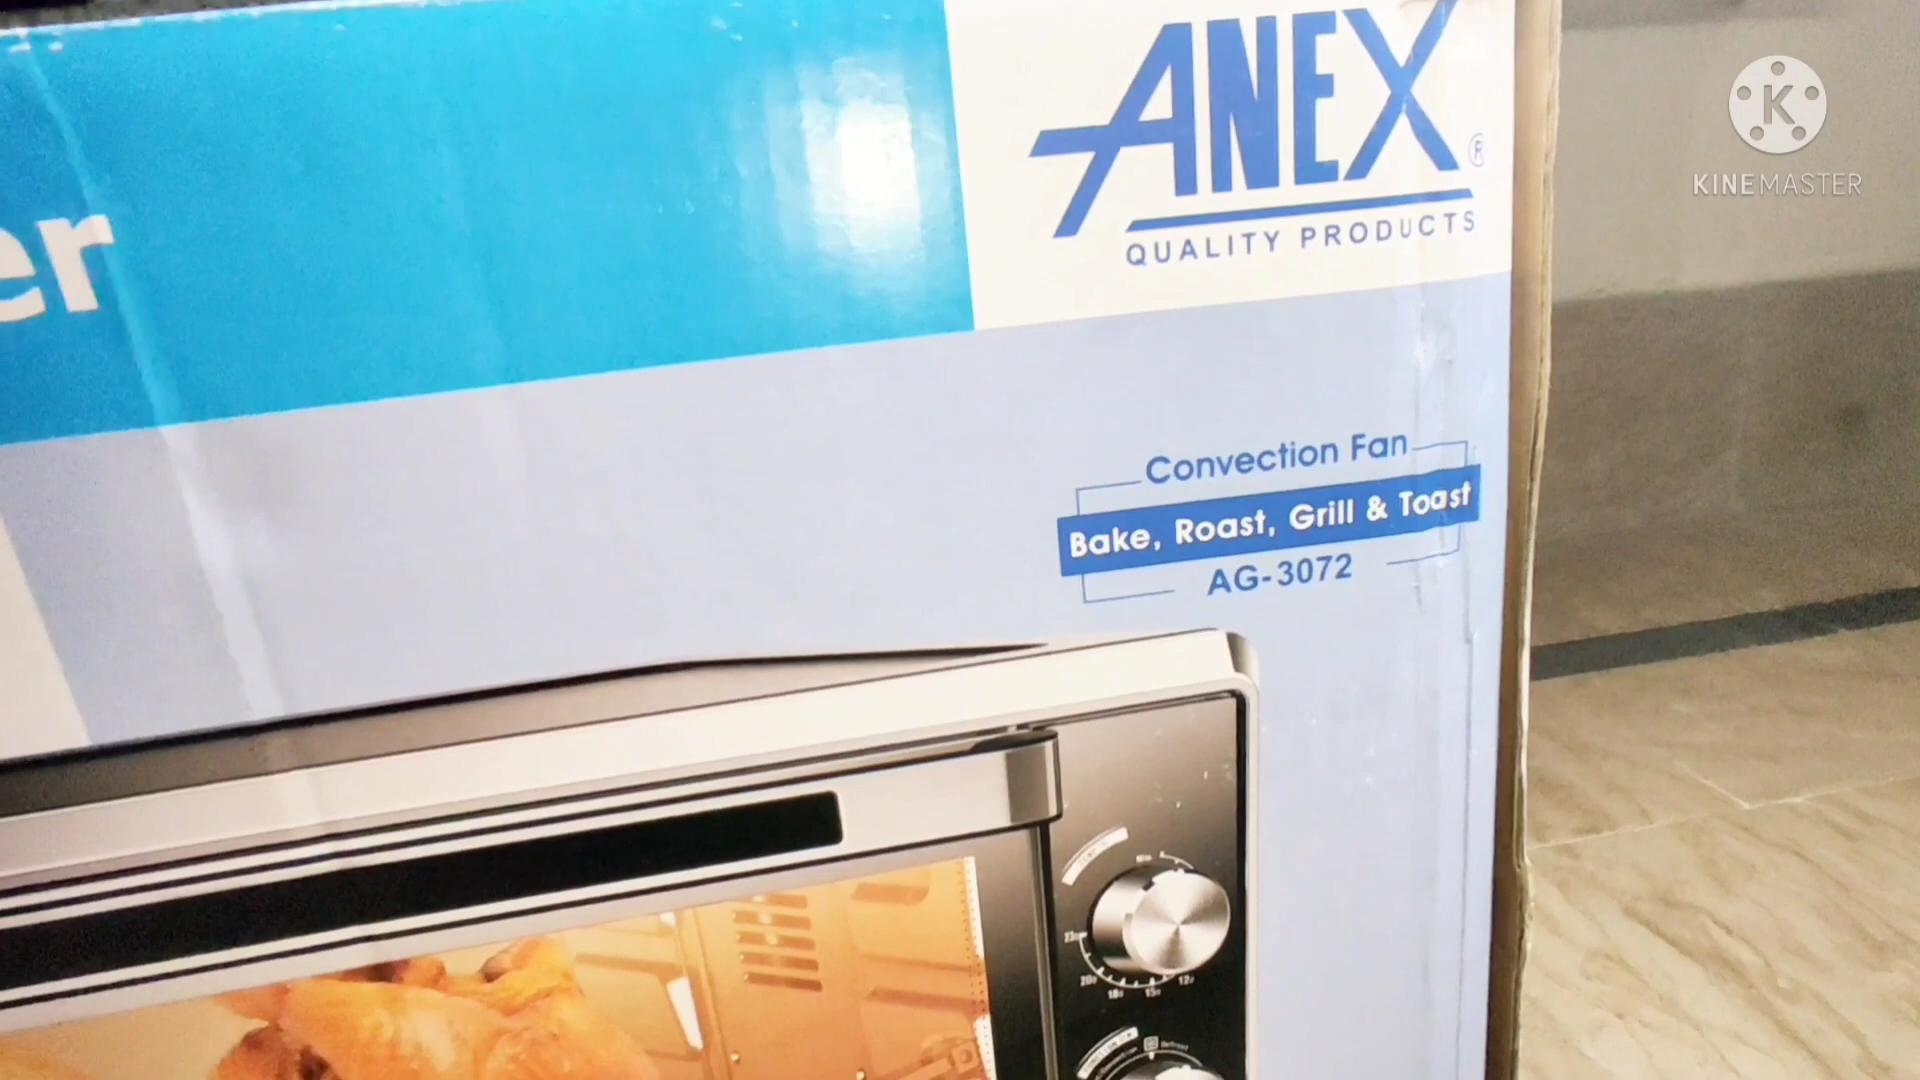 er
ANEX®
QUALITY PRODUCTS
K
KINEMASTER
Convection Fan
Bake, Roast, Grill & Toast
AG-3072